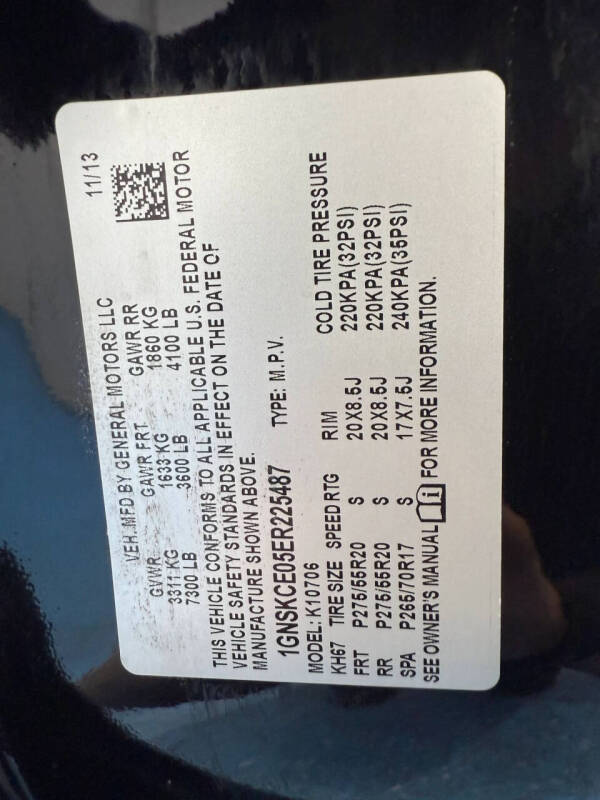 VEH. MFD BY GENERAL MOTORS LLC 11/13
GVWR GAWR FRT GAWR RR
3311 KG 1633 KG 1860 KG
7300 LB 3600 LB 4100 LB
THIS VEHICLE CONFORMS TO ALL APPLICABLE U.S. FEDERAL MOTOR
VEHICLE SAFETY STANDARDS IN EFFECT ON THE DATE OF
MANUFACTURE SHOWN ABOVE.
1GNSKCE05ER225487 TYPE: M.P.V.
MODEL: K10706
KH67 TIRE SIZE SPEED RTG RIM COLD TIRE PRESSURE
FRT P275/55R20 S 20X8.5J 220KPA(32PSI)
RR P275/55R20 S 20X8.5J 220KPA(32PSI)
SPA P265/70R17 S 17X7.5J 240KPA(35PSI)
SEE OWNER'S MANUAL i FOR MORE INFORMATION.